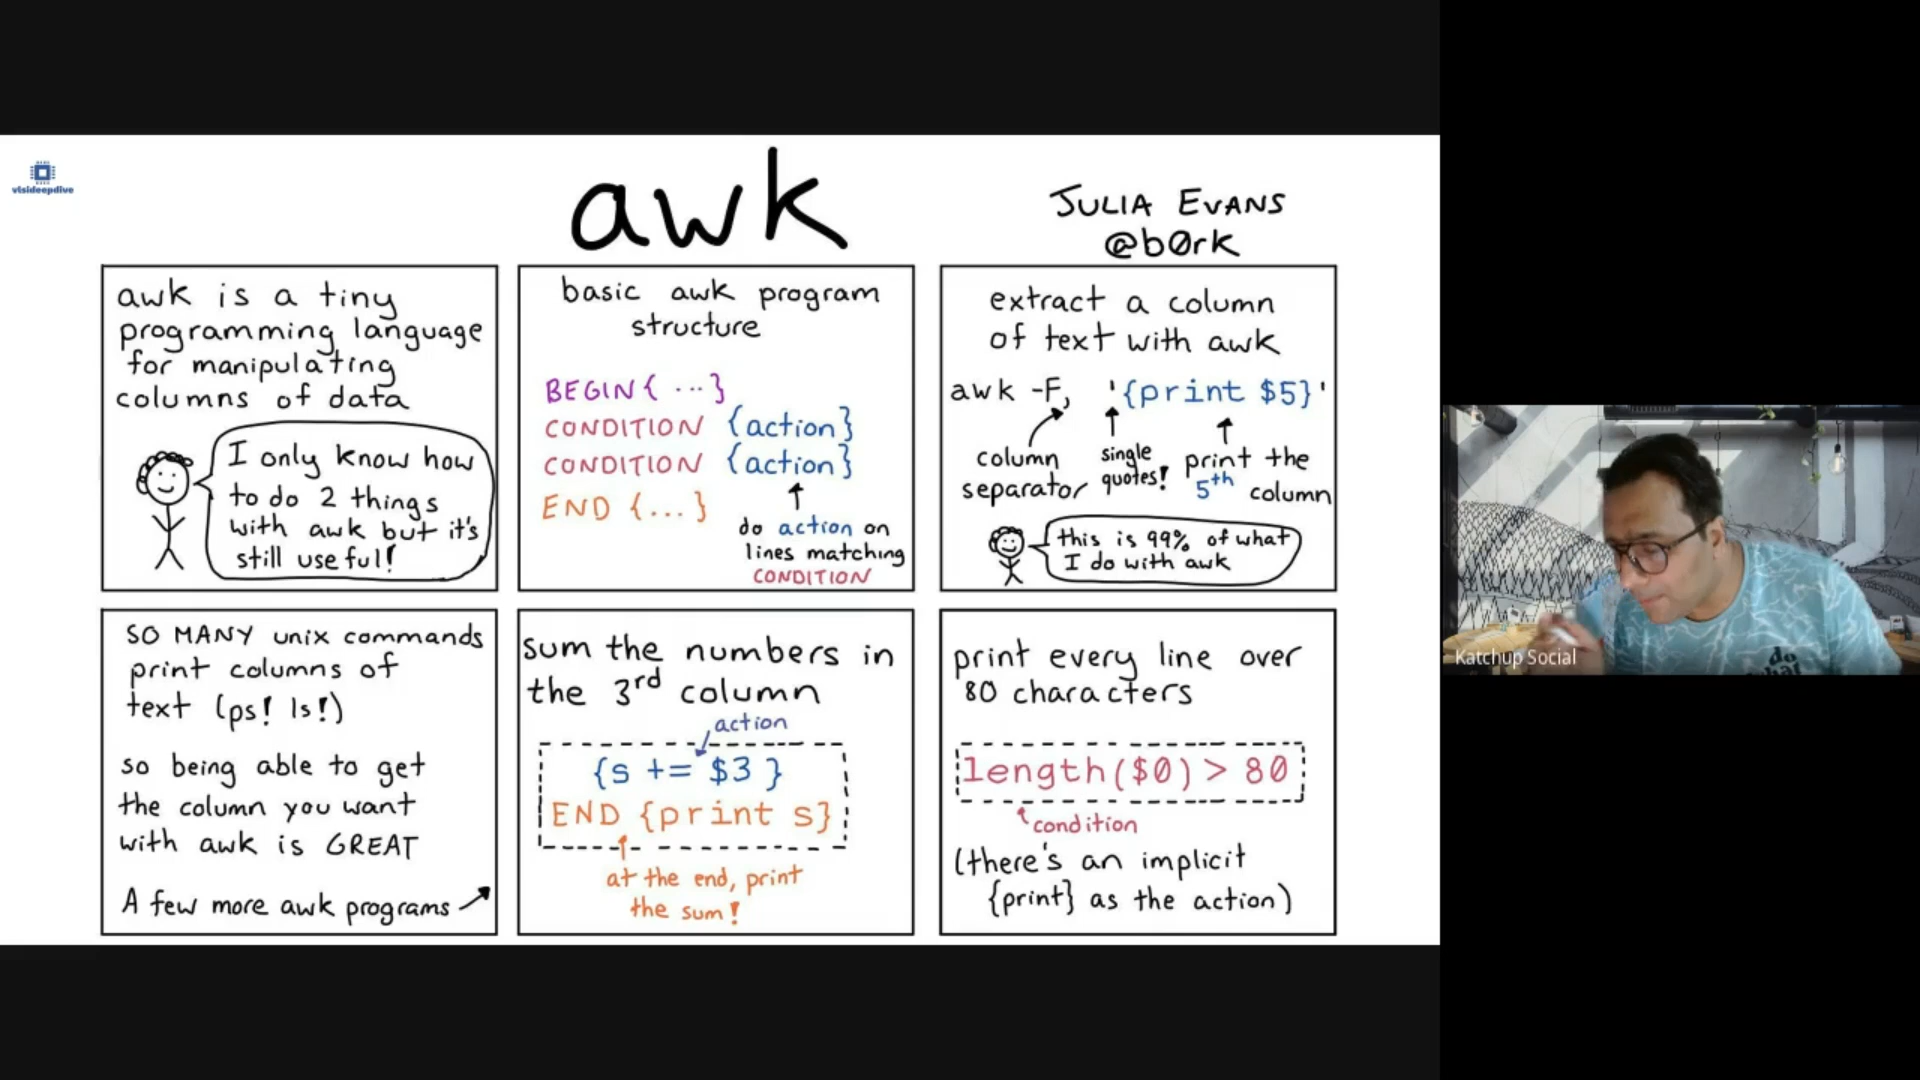 vlsideepdive
awk
JULIA EVANS
@b0rk
awk is a tiny
programming language
for manipulating
columns of data
I only know how
to do 2 things
with awk but it's
still useful!
basic awk program
structure
BEGIN{ ... }
CONDITION {action}
CONDITION {action}
END {...}
do action on
lines matching
CONDITION
extract a column
of text with awk
awk -F, '{print $5}'
column
separator
single
quotes!
print the
5th column
this is 99% of what
I do with awk
SO MANY unix commands
print columns of
text (ps! ls!)
so being able to get
the column you want
with awk is GREAT
A few more awk programs
sum the numbers in
the 3rd column
action
{s += $3 }
END {print s}
at the end, print
the sum!
print every line over
80 characters
length($0) > 80
condition
(there's an implicit
{print} as the action)
Katchup Social
do